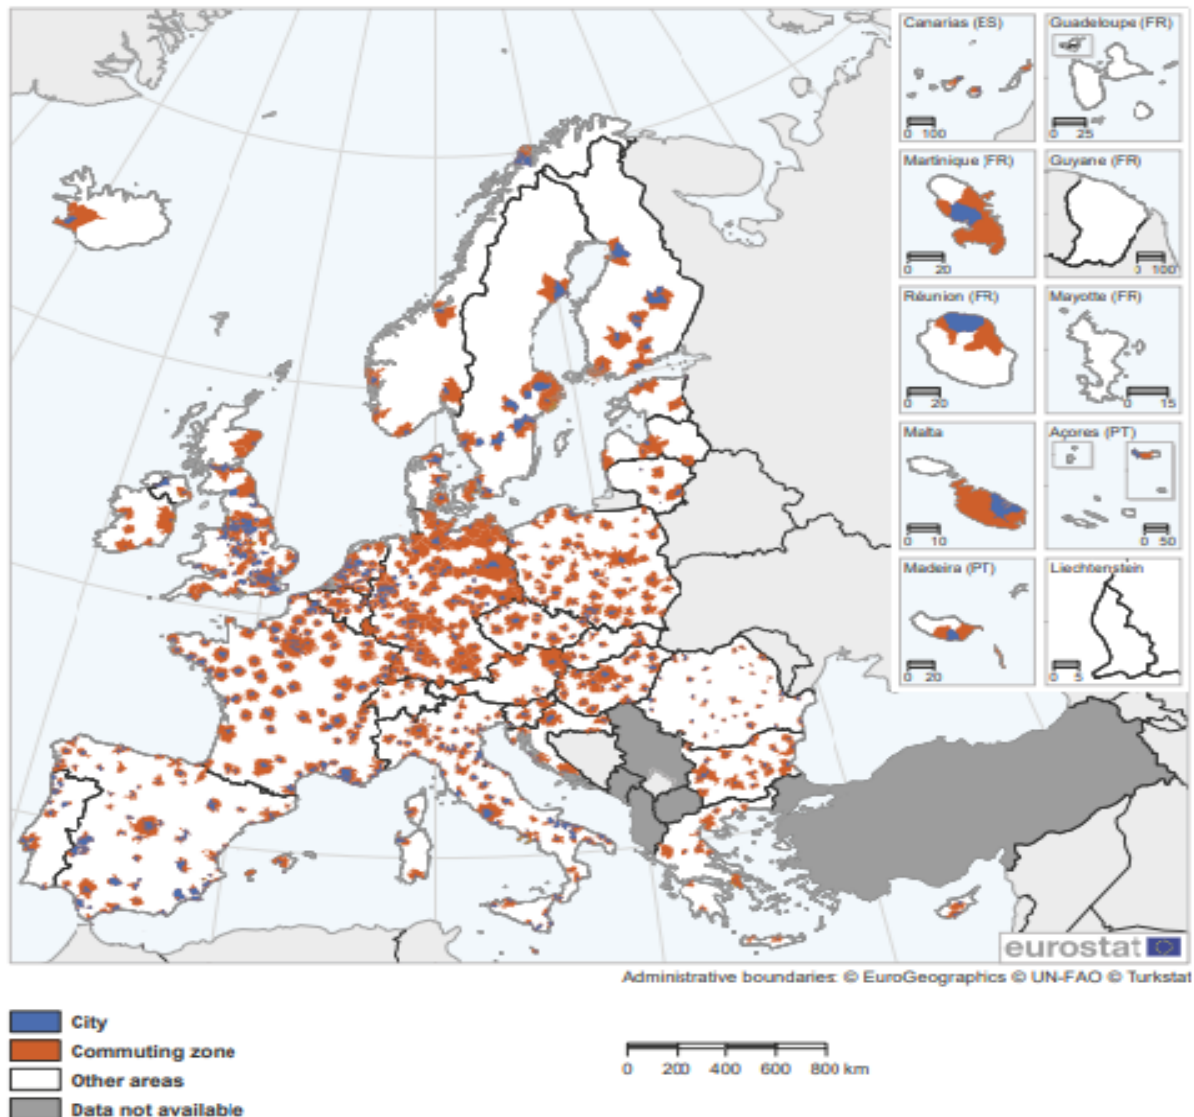 Canarias (ES)
0 100
Guadeloupe (FR)
0 25
Martinique (FR)
0 20
Guyane (FR)
0 100
Réunion (FR)
0 20
Mayotte (FR)
0 15
Malta
0 10
Açores (PT)
0 50
Madeira (PT)
0 20
Liechtenstein
0 5
eurostat
Administrative boundaries: © EuroGeographics © UN-FAO © Turkstat
City
Commuting zone
Other areas
Data not available
0 200 400 600 800 km